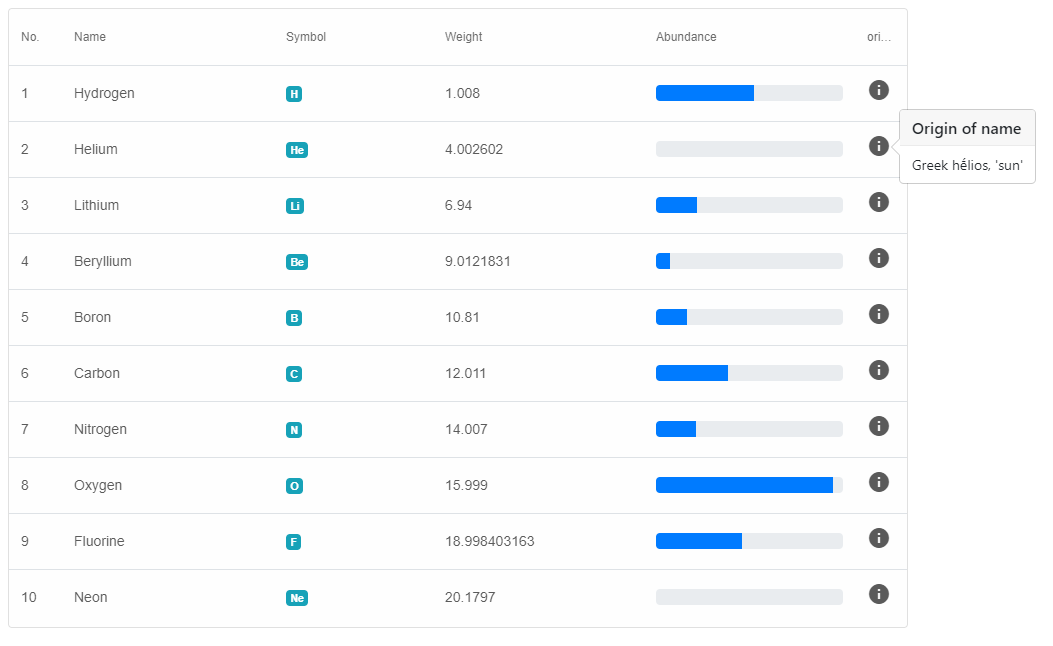 No. Name Symbol Weight Abundance ori...
1 Hydrogen H 1.008
Origin of name
2 Helium He 4.002602
Greek hḗlios, 'sun'
3 Lithium Li 6.94
4 Beryllium Be 9.0121831
5 Boron B 10.81
6 Carbon C 12.011
7 Nitrogen N 14.007
8 Oxygen O 15.999
9 Fluorine F 18.998403163
10 Neon Ne 20.1797